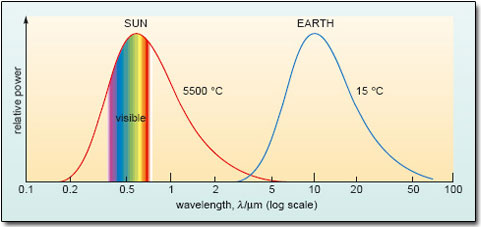 SUN
EARTH
relative power
5500 °C
15 °C
visible
0.1 0.2 0.5 1 2 5 10 20 50 100
wavelength, λ/μm (log scale)